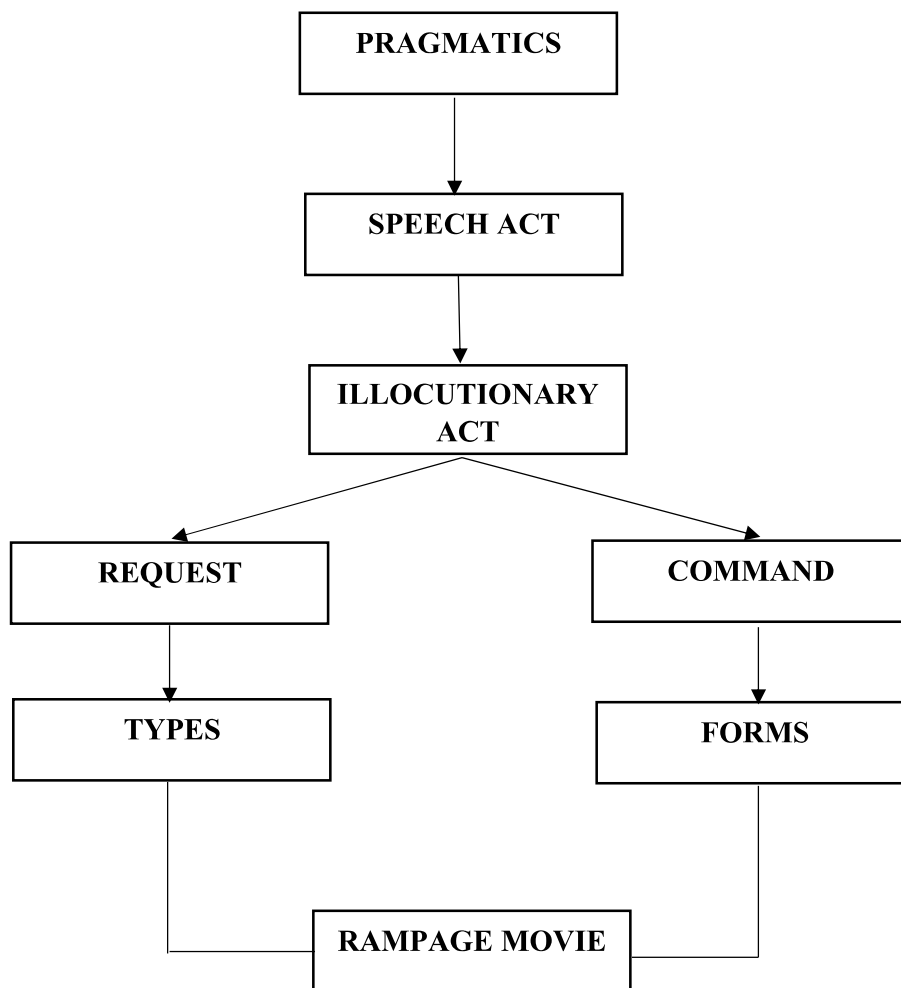 PRAGMATICS
SPEECH ACT
ILLOCUTIONARY
ACT
REQUEST
COMMAND
TYPES
FORMS
RAMPAGE MOVIE